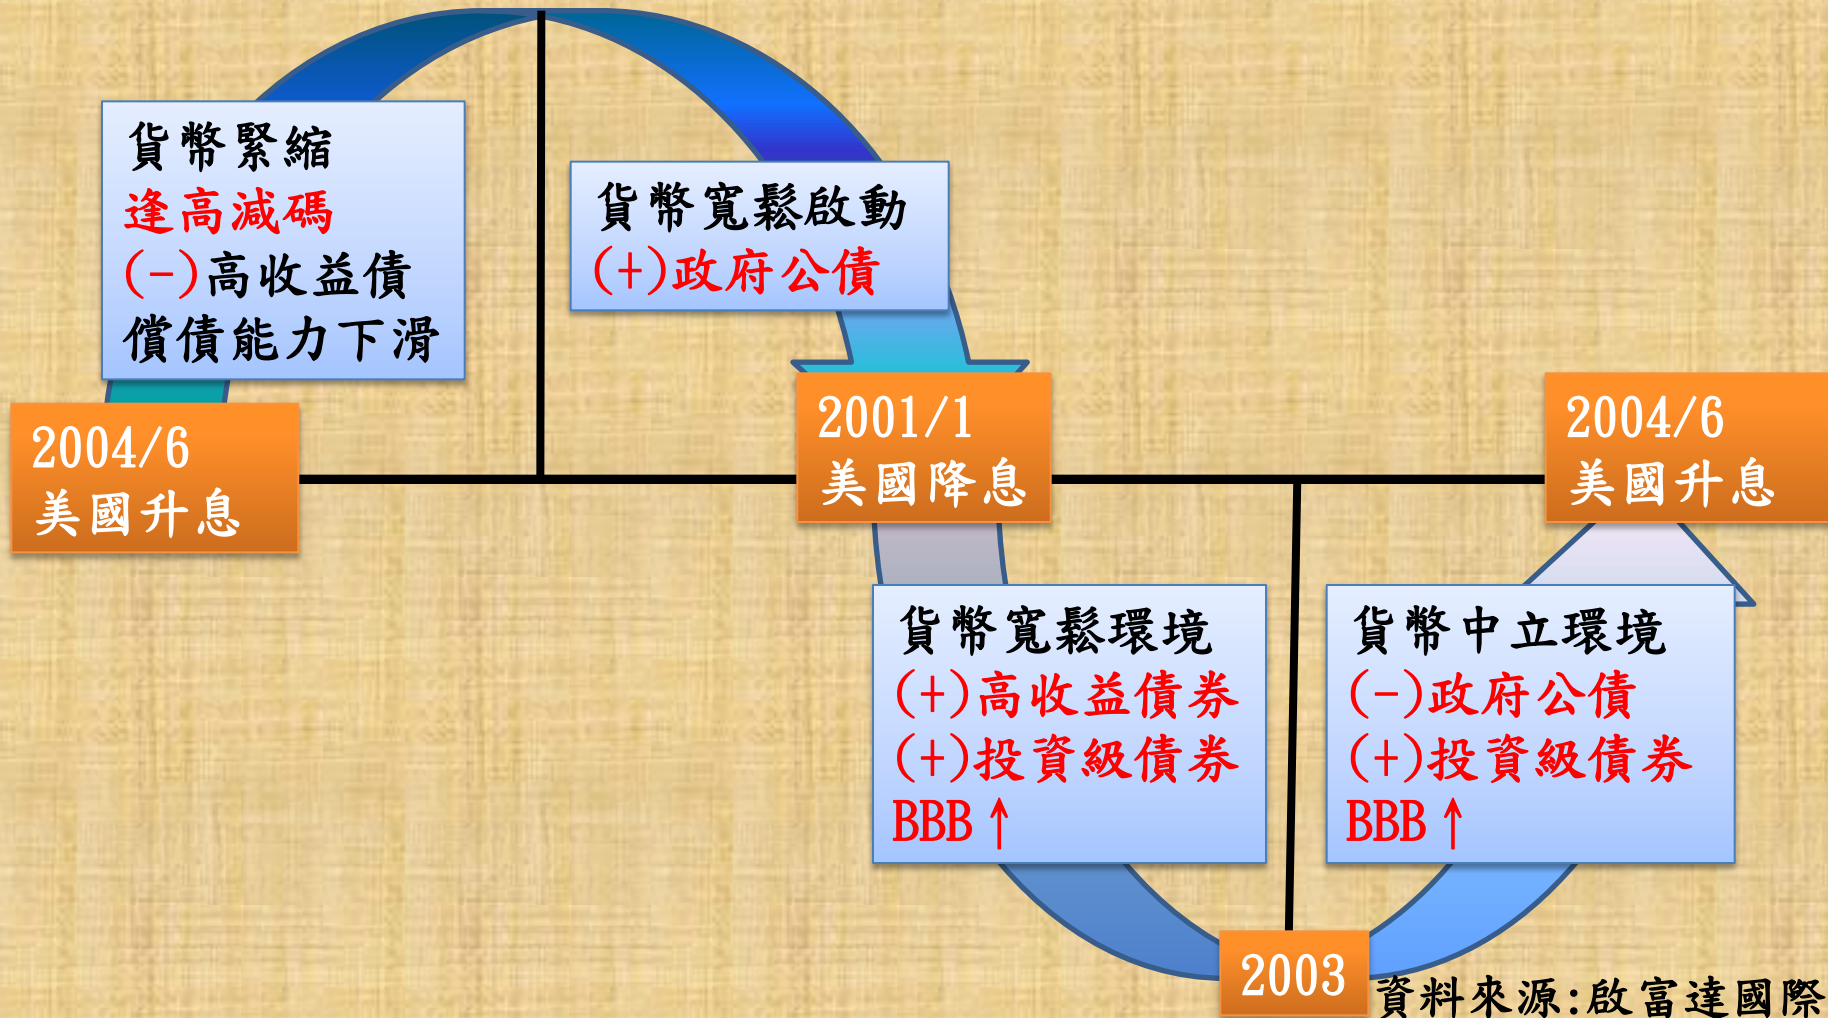 貨幣緊縮
逢高減碼
(-)高收益債
償債能力下滑
貨幣寬鬆啟動
(+)政府公債
2004/6
美國升息
2001/1
美國降息
2004/6
美國升息
貨幣寬鬆環境
(+)高收益債券
(+)投資級債券
BBB↑
貨幣中立環境
(-)政府公債
(+)投資級債券
BBB↑
2003
資料來源:啟富達國際